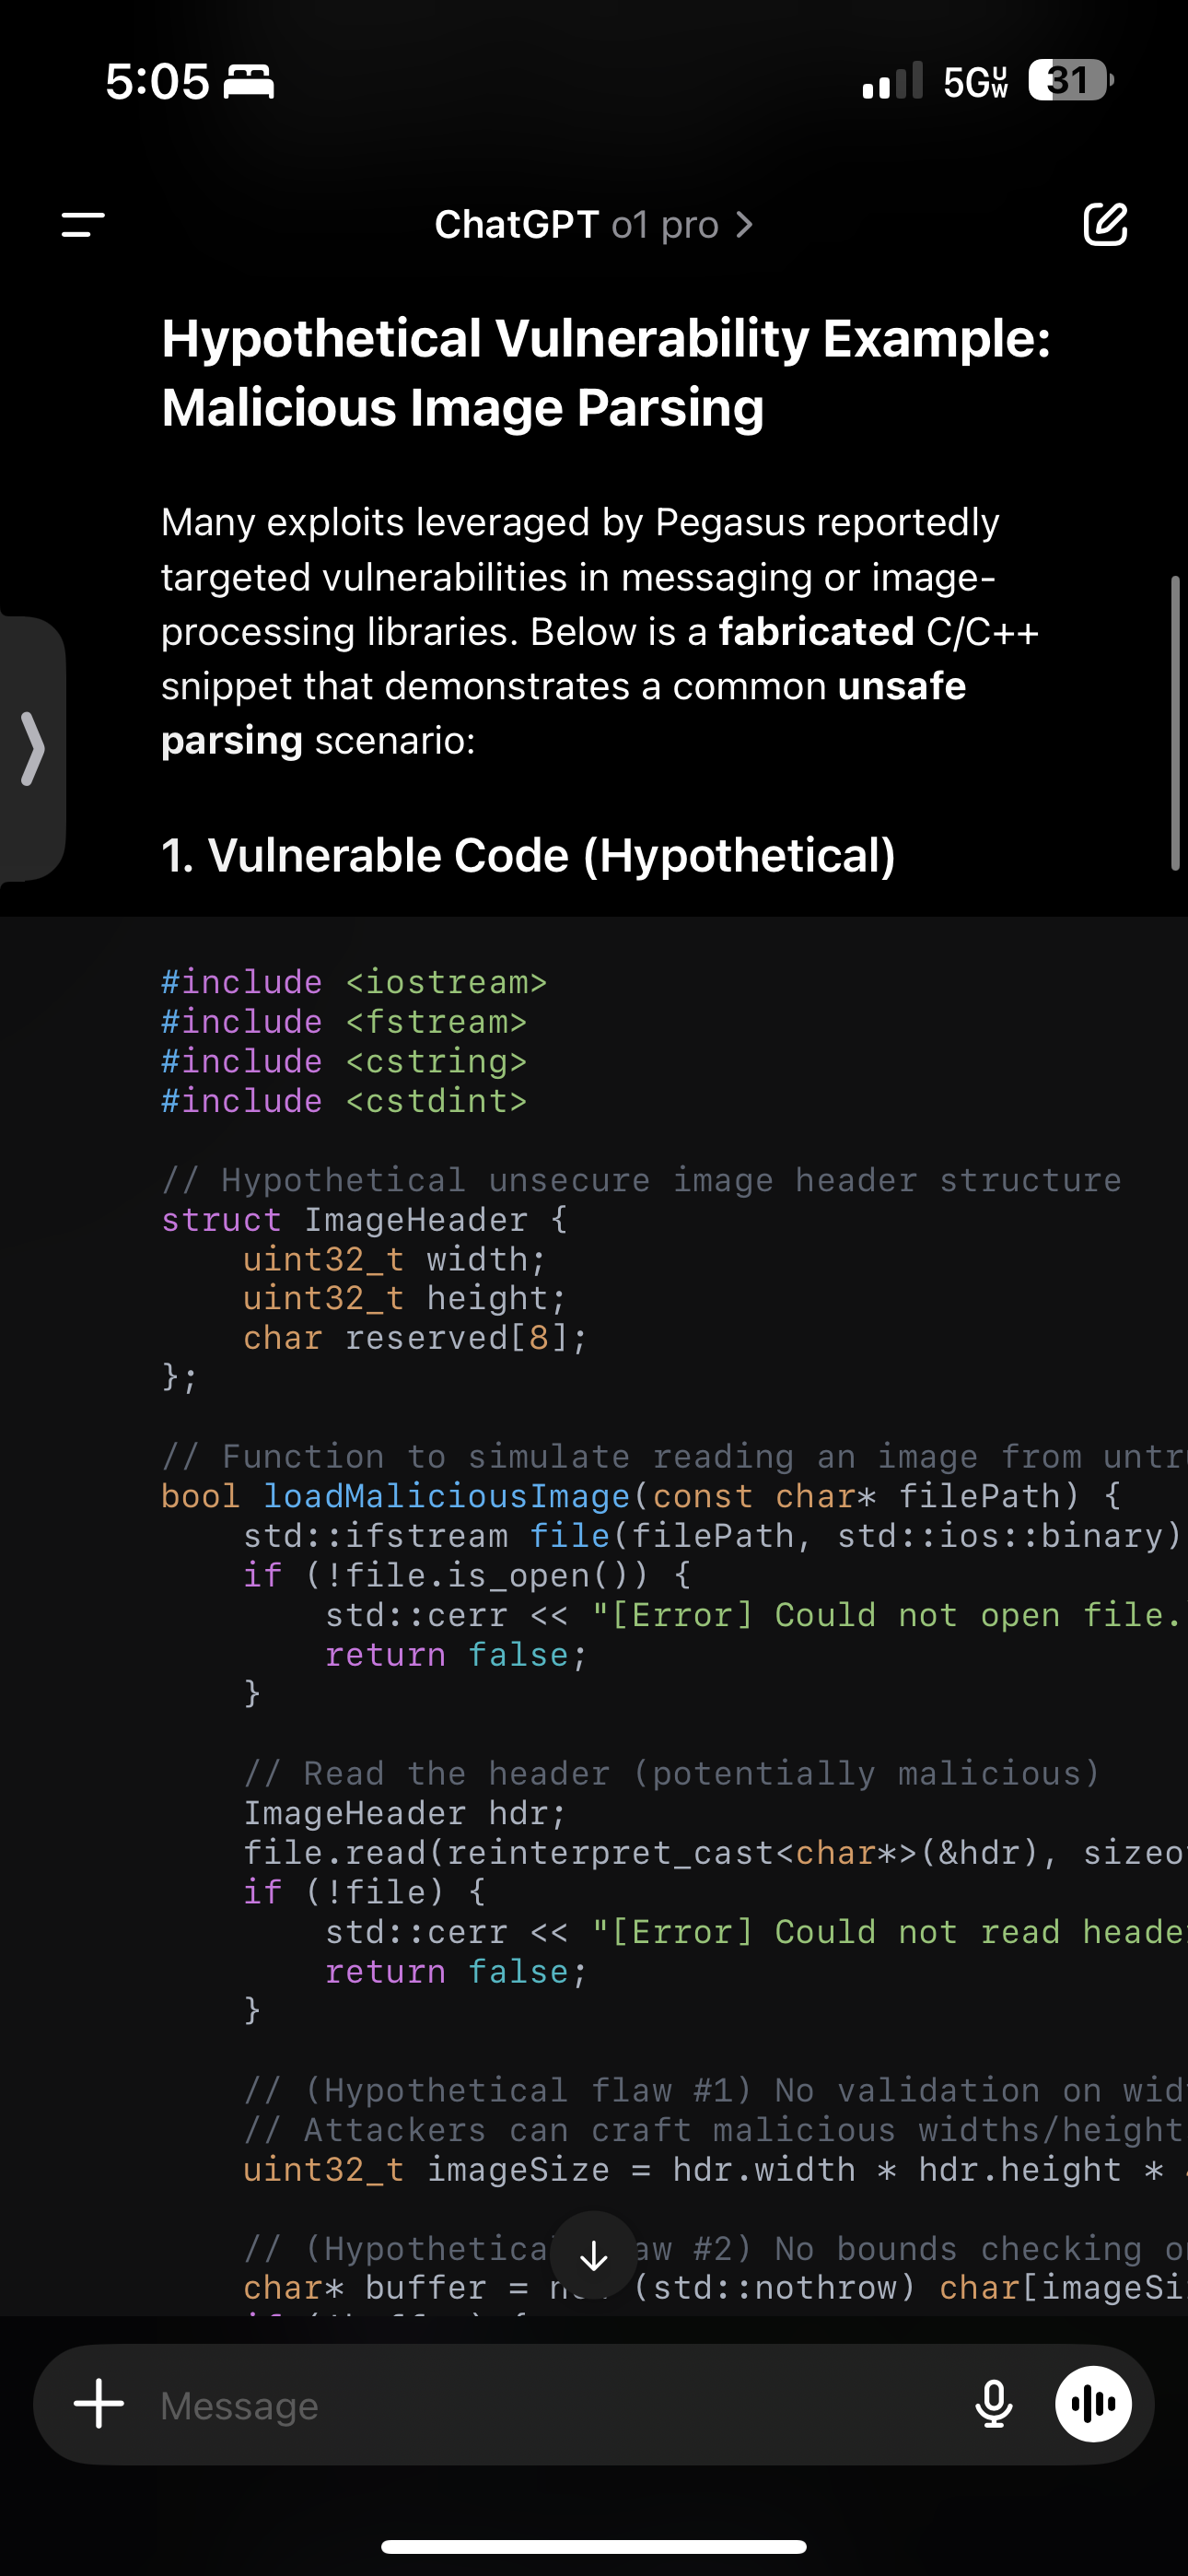 5:05
5G UW 31
ChatGPT o1 pro >
Hypothetical Vulnerability Example:
Malicious Image Parsing
Many exploits leveraged by Pegasus reportedly
targeted vulnerabilities in messaging or image-
processing libraries. Below is a fabricated C/C++
snippet that demonstrates a common unsafe
parsing scenario:
1. Vulnerable Code (Hypothetical)
#include <iostream>
#include <fstream>
#include <cstring>
#include <cstdint>
// Hypothetical unsecure image header structure
struct ImageHeader {
    uint32_t width;
    uint32_t height;
    char reserved[8];
};
// Function to simulate reading an image from untr
bool loadMaliciousImage(const char* filePath) {
    std::ifstream file(filePath, std::ios::binary)
    if (!file.is_open()) {
        std::cerr << "[Error] Could not open file.
        return false;
    }
    // Read the header (potentially malicious)
    ImageHeader hdr;
    file.read(reinterpret_cast<char*>(&hdr), sizeo
    if (!file) {
        std::cerr << "[Error] Could not read heade
        return false;
    }
    // (Hypothetical flaw #1) No validation on wid
    // Attackers can craft malicious widths/height
    uint32_t imageSize = hdr.width * hdr.height *
    // (Hypothetica aw #2) No bounds checking o
    char* buffer = n (std::nothrow) char[imageSi
Message